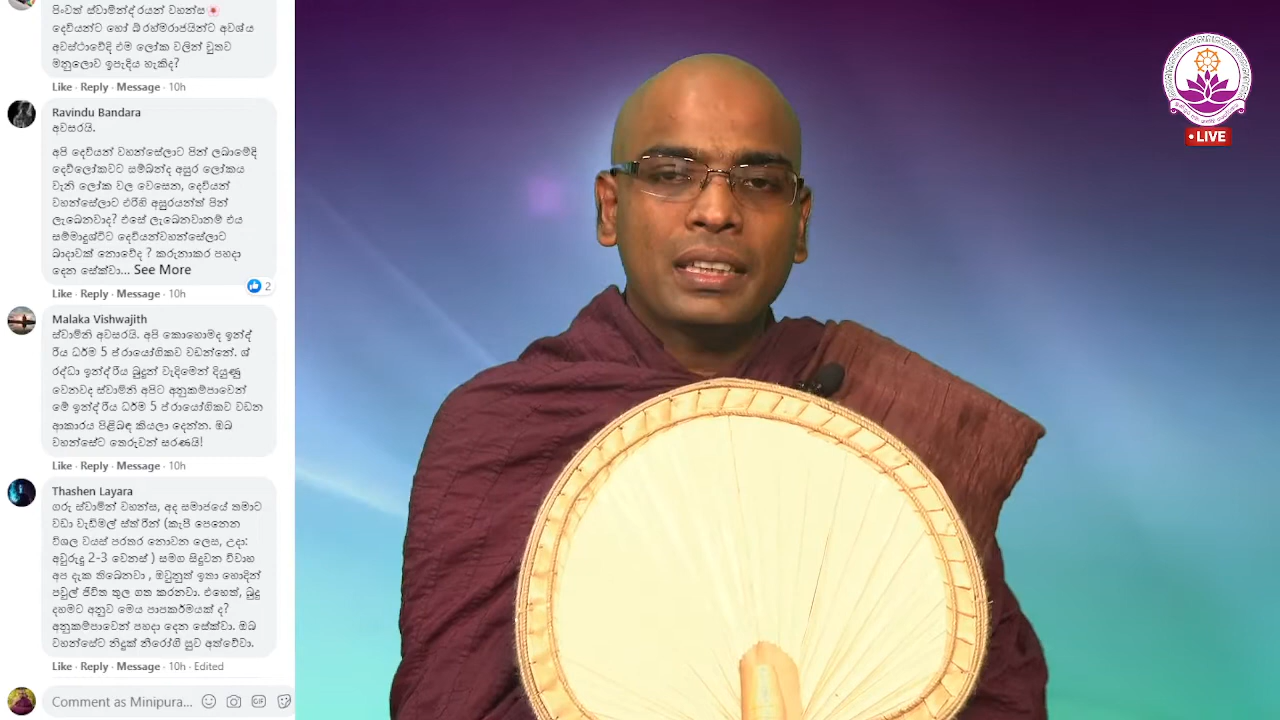 පිංවත් ස්වාමීන්ද්‍රයන් වහන්ස🌸
දෙවියන්ට හෝ බ්‍රහ්මරාජයින්ට අවශ්‍ය
අවස්ථාවේදී එම ලෝක වලින් චුතව
මනුලොව ඉපැදිය හැකිද?
Like · Reply · Message · 10h
Ravindu Bandara
අවසරයි.
අපි දෙවියන් වහන්සේලාට පින් ලබාමේදි
දෙව්ලෝකවට සම්බන්ද අසුර ලෝකය
වැනි ලෝක වල වෙසෙන, දෙවියන්
වහන්සේලාට එරිහි අසුරයන්ක් පින්
ලැබෙනවාද? එසේ ලැබෙනවානම් එය
සම්මාදුශ්ටිට දෙවියන්වහන්සේලාට
බාදාවක් නොවේද ? කරුනාකර පහදා
දෙන සේක්වා... See More
Like · Reply · Message · 10h
2
Malaka Vishwajith
ස්වාමිනි අවසරයි. අපි කොහොමද ඉන්ද්
රීය ධර්ම 5 ප්‍රායෝගිකව වඩන්නේ. ශ්
රද්ධා ඉන්ද්‍රීය බුදුන් වැදිමෙන් දියුණු
වෙනවද ස්වාමිනි අපිට අනුකම්පාවෙන්
මේ ඉන්ද්‍රීය ධර්ම 5 ප්‍රායෝගිකව වඩන
ආකාරය පිළිබඳ කියලා දෙන්න. ඔබ
වහන්සේට තෙරුවන් සරණයි!
Like · Reply · Message · 10h
Thashen Layara
ගරු ස්වාමින් වහන්ස, අද සමාජයේ තමාට
වඩා වැඩිමල් ස්ත්‍රීන් (කැපි පෙනෙන
විශල වයස් පරතර නොවන ලෙස, උදා:
අවුරුදු 2-3 වෙනස් ) සමග සිදුවන විවාහ
අප දැක තිබෙනවා , ඔවුනුත් ඉතා හොදින්
පවුල් ජීවිත තුල ගත කරනවා. එහෙත්, බුදු
දහමට අනුව මෙය පාපකර්මයක් ද?
අනුකම්පාවෙන් පහදා දෙන සේක්වා. ඔබ
වහන්සේට නිදුක් නීරෝගී සුව අත්වේවා.
Like · Reply · Message · 10h · Edited
Comment as Minipura...
GIF
• LIVE